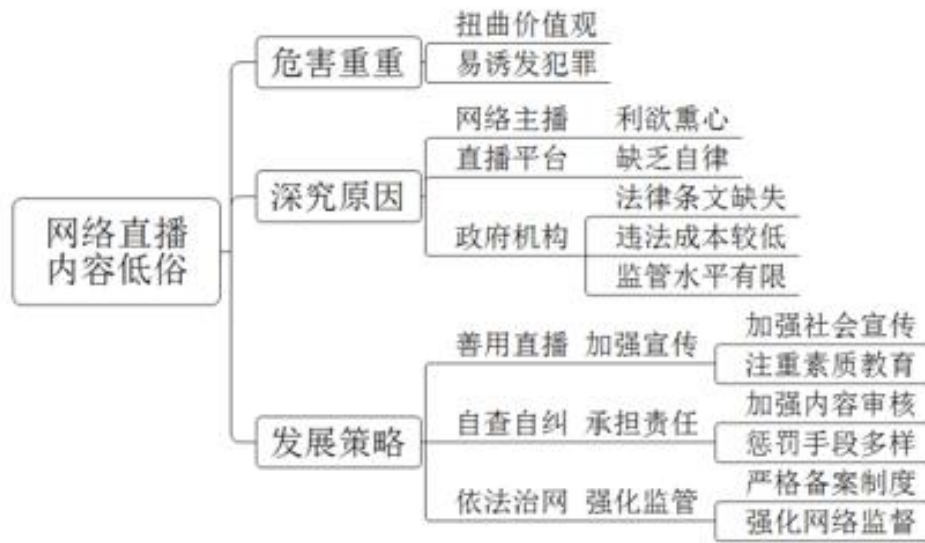 网络直播
内容低俗
危害重重
扭曲价值观
易诱发犯罪
深究原因
网络主播 利欲熏心
直播平台 缺乏自律
政府机构
法律条文缺失
违法成本较低
监管水平有限
发展策略
善用直播 加强宣传
加强社会宣传
注重素质教育
自查自纠 承担责任
加强内容审核
惩罚手段多样
依法治网 强化监管
严格备案制度
强化网络监督